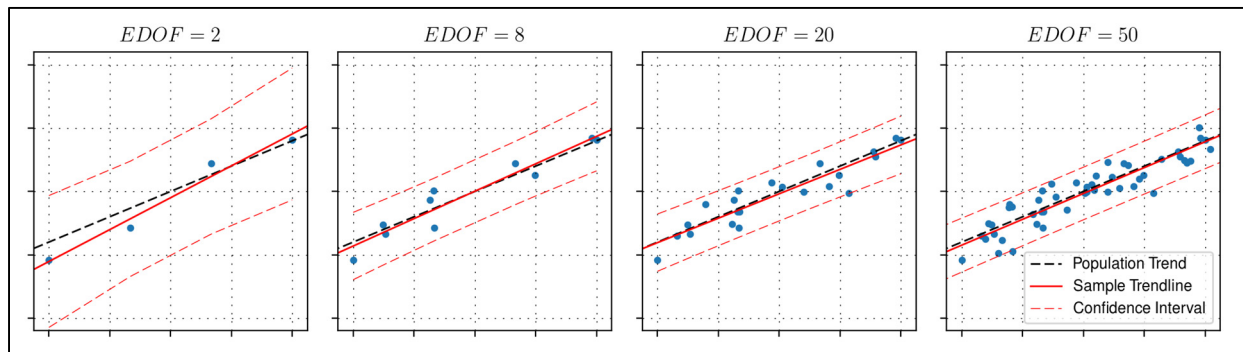 EDOF = 2
EDOF = 8
EDOF = 20
EDOF = 50
Population Trend
Sample Trendline
Confidence Interval